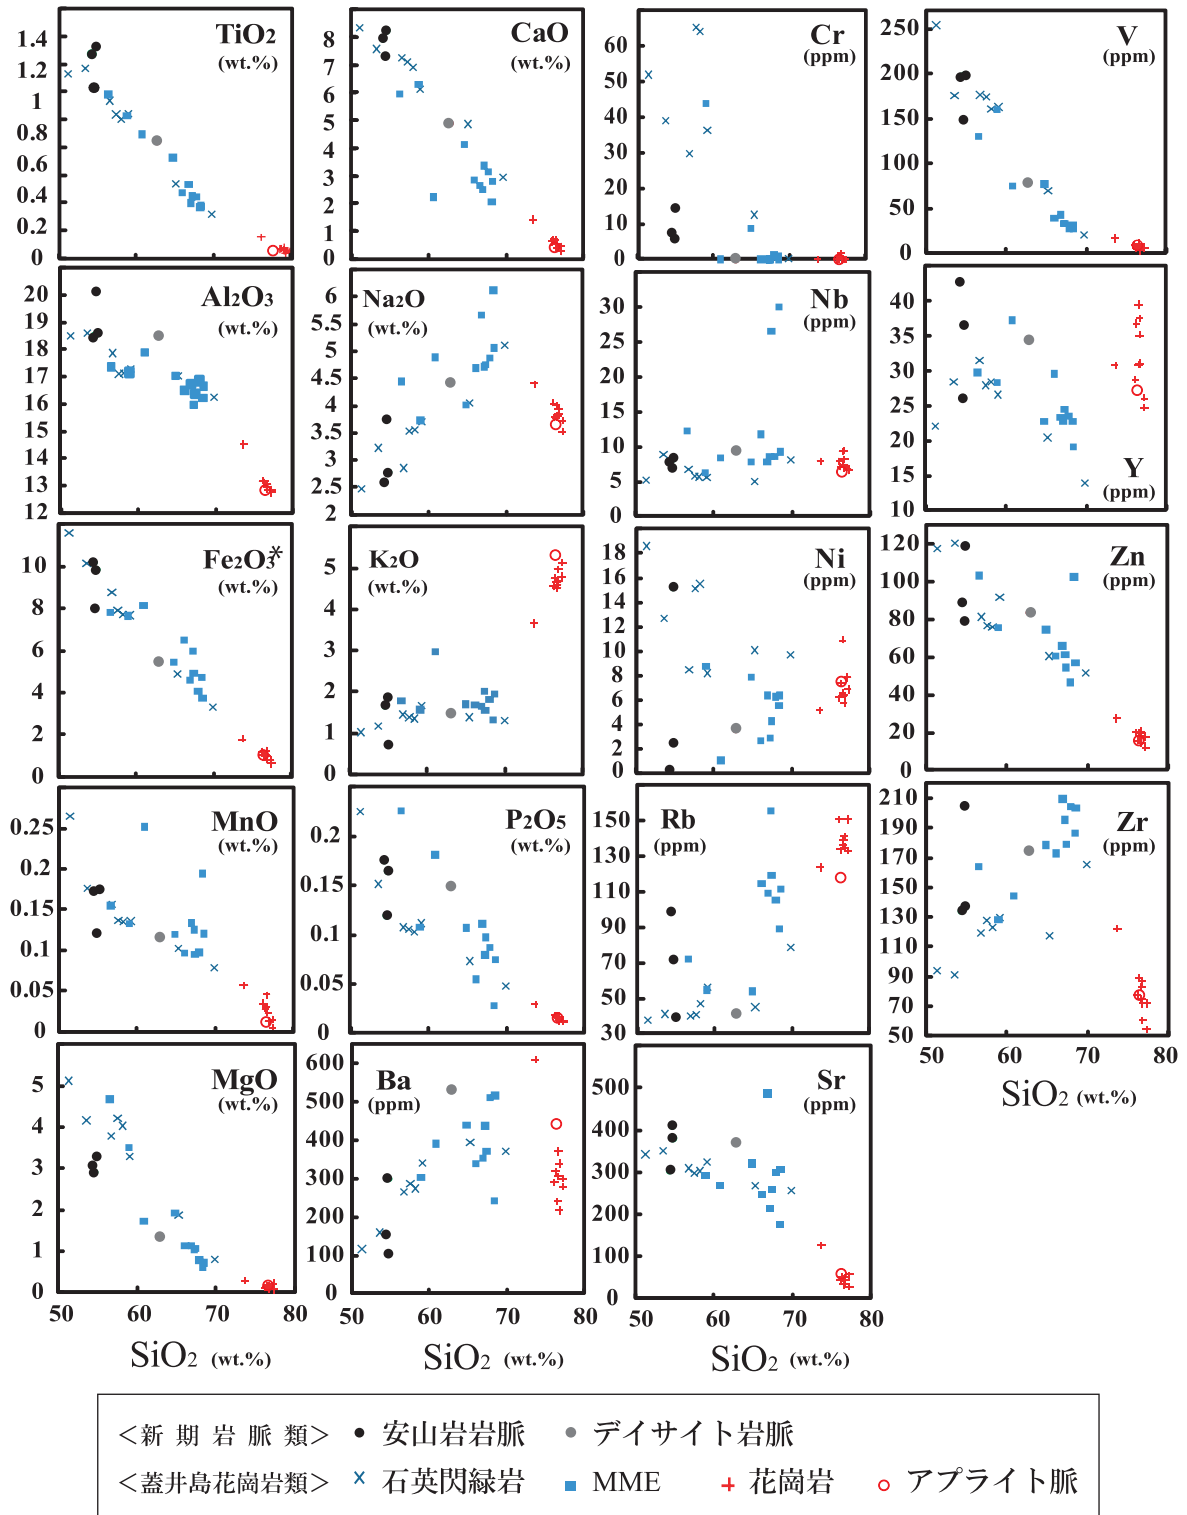 TiO2
(wt.%)
1.4
1.2
1
0.8
0.6
0.4
0.2
0
CaO
(wt.%)
8
7
6
5
4
3
2
1
0
Cr
(ppm)
60
50
40
30
20
10
0
V
(ppm)
250
200
150
100
50
0
Al2O3
(wt.%)
20
19
18
17
16
15
14
13
12
Na2O
(wt.%)
6
5.5
5
4.5
4
3.5
3
2.5
2
Nb
(ppm)
30
25
20
15
10
5
0
Y
(ppm)
40
30
20
10
Fe2O3*
(wt.%)
10
8
6
4
2
0
K2O
(wt.%)
5
4
3
2
1
0
Ni
(ppm)
18
16
14
12
10
8
6
4
2
0
Zn
(ppm)
120
100
80
60
40
20
0
MnO
(wt.%)
0.25
0.2
0.15
0.1
0.05
0
P2O5
(wt.%)
0.2
0.15
0.1
0.05
0
Rb
(ppm)
150
130
110
90
70
50
30
Zr
(ppm)
210
190
170
150
130
110
90
70
50
50 60 70 80
SiO2 (wt.%)
MgO
(wt.%)
5
4
3
2
1
0
50 60 70 80
SiO2 (wt.%)
Ba
(ppm)
600
500
400
300
200
100
0
50 60 70 80
SiO2 (wt.%)
Sr
(ppm)
500
400
300
200
100
0
50 60 70 80
SiO2 (wt.%)
<新期岩脈類> 安山岩岩脈 デイサイト岩脈
<蓋井島花崗岩類> 石英閃緑岩 MME 花崗岩 アプライト脈